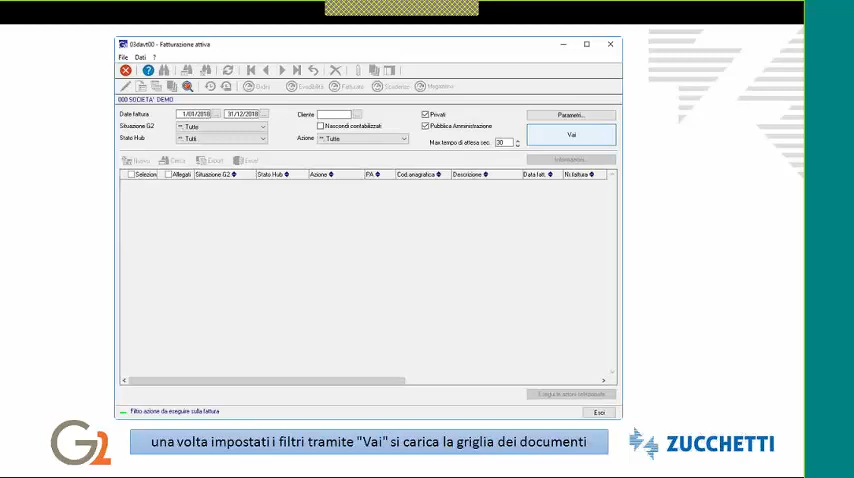 03davt00 - Fatturazione attiva
File Dati ?
Ordini Evadibilità Fatturato Scadenze Magazzino
000 SOCIETA' DEMO
Date fattura 1/01/2018 ... 31/12/2018 ... Cliente ... Privati Parametri...
Situazione G2 **. Tutte Nascondi contabilizzati Pubblica Amministrazione Vai
Stato Hub **. Tutti Azione **. Tutte Max tempo di attesa sec. 30
Nuovo Cerca Export Excel Informazioni...
Selezion Allegati Situazione G2 Stato Hub Azione PA Cod.anagrafica Descrizione Data fatt. Nr.fattura
Esegui le azioni selezionate
Filtro azione da eseguire sulla fattura Esci
G2 una volta impostati i filtri tramite "Vai" si carica la griglia dei documenti ZUCCHETTI